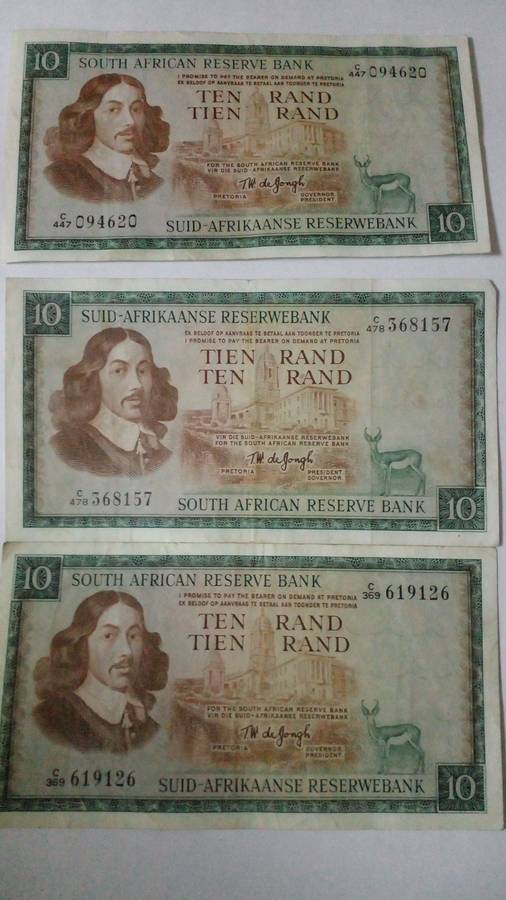 10 SOUTH AFRICAN RESERVE BANK C/447 094620
I PROMISE TO PAY THE BEARER ON DEMAND AT PRETORIA
EK BELOOF OP AANVRAAG TE BETAAL AAN TOONDER TE PRETORIA
TEN RAND
TIEN RAND
FOR THE SOUTH AFRICAN RESERVE BANK
VIR DIE SUID-AFRIKAANSE RESERWEBANK
T.W. de Jongh
PRETORIA GOVERNOR
PRESIDENT
C/447 094620 SUID-AFRIKAANSE RESERWEBANK 10
10 SUID-AFRIKAANSE RESERWEBANK C/478 368157
EK BELOOF OP AANVRAAG TE BETAAL AAN TOONDER TE PRETORIA
I PROMISE TO PAY THE BEARER ON DEMAND AT PRETORIA
TIEN RAND
TEN RAND
VIR DIE SUID-AFRIKAANSE RESERWEBANK
FOR THE SOUTH AFRICAN RESERVE BANK
T.W. de Jongh
PRETORIA PRESIDENT
GOVERNOR
C/478 368157 SOUTH AFRICAN RESERVE BANK 10
10 SOUTH AFRICAN RESERVE BANK C/369 619126
I PROMISE TO PAY THE BEARER ON DEMAND AT PRETORIA
EK BELOOF OP AANVRAAG TE BETAAL AAN TOONDER TE PRETORIA
TEN RAND
TIEN RAND
FOR THE SOUTH AFRICAN RESERVE BANK
VIR DIE SUID-AFRIKAANSE RESERWEBANK
T.W. de Jongh
PRETORIA GOVERNOR
PRESIDENT
C/369 619126 SUID-AFRIKAANSE RESERWEBANK 10